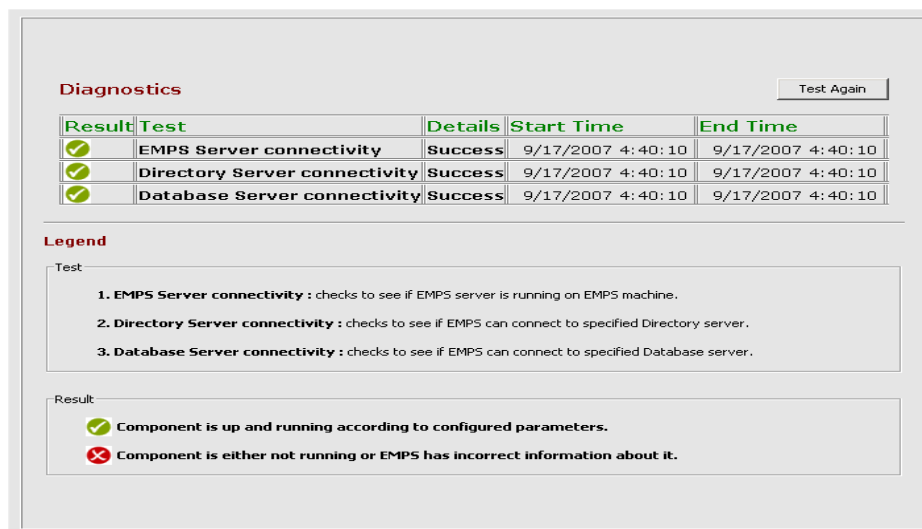 Diagnostics
Test Again
Result Test Details Start Time End Time
EMPS Server connectivity Success 9/17/2007 4:40:10 9/17/2007 4:40:10
Directory Server connectivity Success 9/17/2007 4:40:10 9/17/2007 4:40:10
Database Server connectivity Success 9/17/2007 4:40:10 9/17/2007 4:40:10
Legend
Test
1. EMPS Server connectivity : checks to see if EMPS server is running on EMPS machine.
2. Directory Server connectivity : checks to see if EMPS can connect to specified Directory server.
3. Database Server connectivity : checks to see if EMPS can connect to specified Database server.
Result
Component is up and running according to configured parameters.
Component is either not running or EMPS has incorrect information about it.